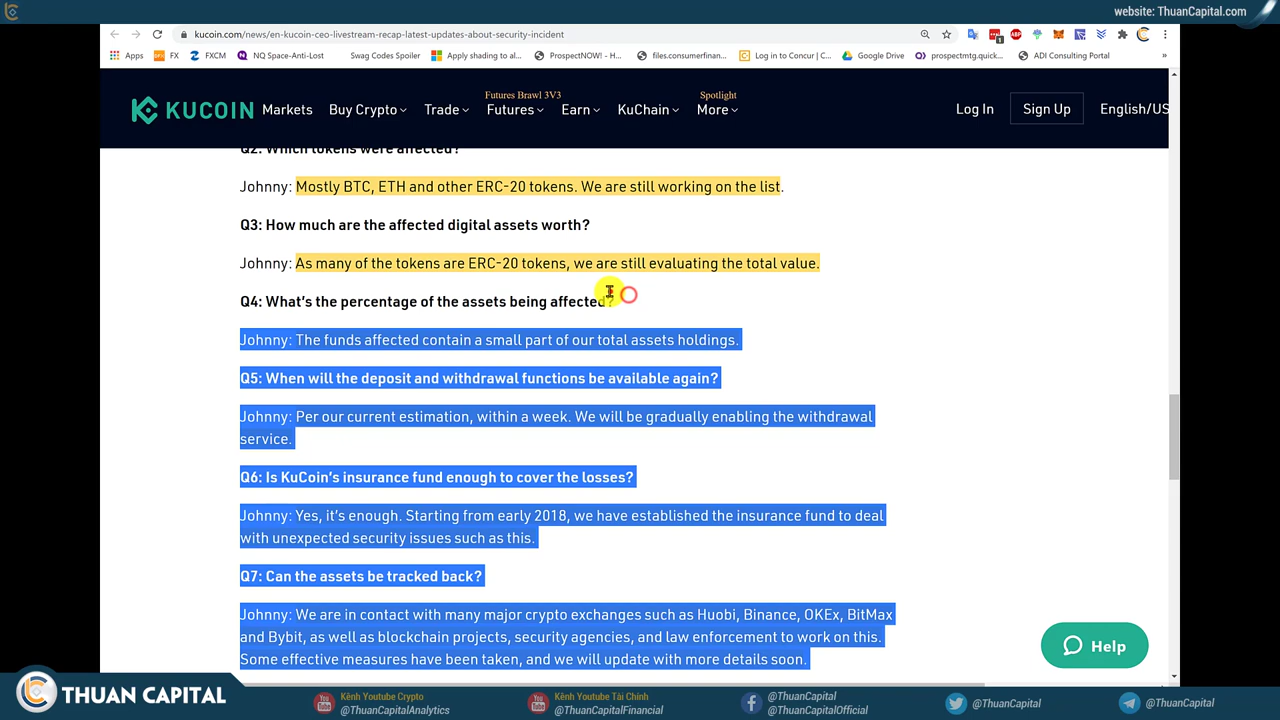 website: ThuanCapital.com
kucoin.com/news/en-kucoin-ceo-livestream-recap-latest-updates-about-security-incident
Apps FX FXCM NQ Space-Anti-Lost Swag Codes Spoiler Apply shading to al... ProspectNOW! - H... files.consumerfinan... Log in to Concur | C... Google Drive prospectmtg.quick... ADI Consulting Portal »
Futures Brawl 3V3 Spotlight
KUCOIN Markets Buy Crypto Trade Futures Earn KuChain More Log In Sign Up English/US
Q2: Which tokens were affected?
Johnny: Mostly BTC, ETH and other ERC-20 tokens. We are still working on the list.
Q3: How much are the affected digital assets worth?
Johnny: As many of the tokens are ERC-20 tokens, we are still evaluating the total value.
Q4: What's the percentage of the assets being affected?
Johnny: The funds affected contain a small part of our total assets holdings.
Q5: When will the deposit and withdrawal functions be available again?
Johnny: Per our current estimation, within a week. We will be gradually enabling the withdrawal
service.
Q6: Is KuCoin's insurance fund enough to cover the losses?
Johnny: Yes, it's enough. Starting from early 2018, we have established the insurance fund to deal
with unexpected security issues such as this.
Q7: Can the assets be tracked back?
Johnny: We are in contact with many major crypto exchanges such as Huobi, Binance, OKEx, BitMax
and Bybit, as well as blockchain projects, security agencies, and law enforcement to work on this.
Some effective measures have been taken, and we will update with more details soon.
Help
THUAN CAPITAL
Kênh Youtube Crypto
@ThuanCapitalAnalytics
Kênh Youtube Tài Chính
@ThuanCapitalFinancial
@ThuanCapital
@ThuanCapitalOfficial
@ThuanCapital
@ThuanCapital